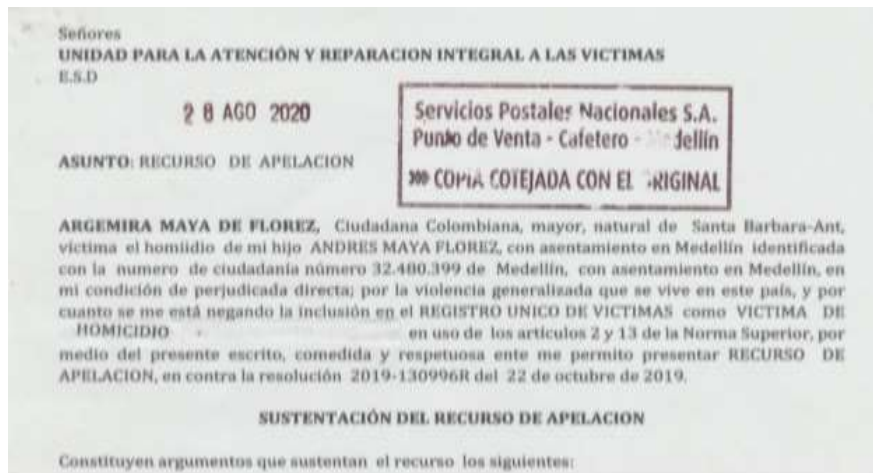 Señores
UNIDAD PARA LA ATENCIÓN Y REPARACION INTEGRAL A LAS VICTIMAS
E.S.D
28 AGO 2020
Servicios Postales Nacionales S.A.
Punto de Venta - Cafetero - dellín
ASUNTO: RECURSO DE APELACION
COPIA COTEJADA CON EL RIGINAL
ARGEMIRA MAYA DE FLOREZ, Ciudadana Colombiana, mayor, natural de Santa Barbara-Ant,
víctima el homiidio de mi hijo ANDRES MAYA FLOREZ, con asentamiento en Medellín identificada
con la numero de ciudadanía número 32.480.399 de Medellín, con asentamiento en Medellín, en
mi condición de perjudicada directa; por la violencia generalizada que se vive en este país, y por
cuanto se me está negando la inclusión en el REGISTRO UNICO DE VICTIMAS como VICTIMA DE
HOMICIDIO en uso de los artículos 2 y 13 de la Norma Superior, por
medio del presente escrito, comedida y respetuosa ente me permito presentar RECURSO DE
APELACION, en contra la resolución 2019-130996R del 22 de octubre de 2019.
SUSTENTACIÓN DEL RECURSO DE APELACION
Constituyen argumentos que sustentan el recurso los siguientes: